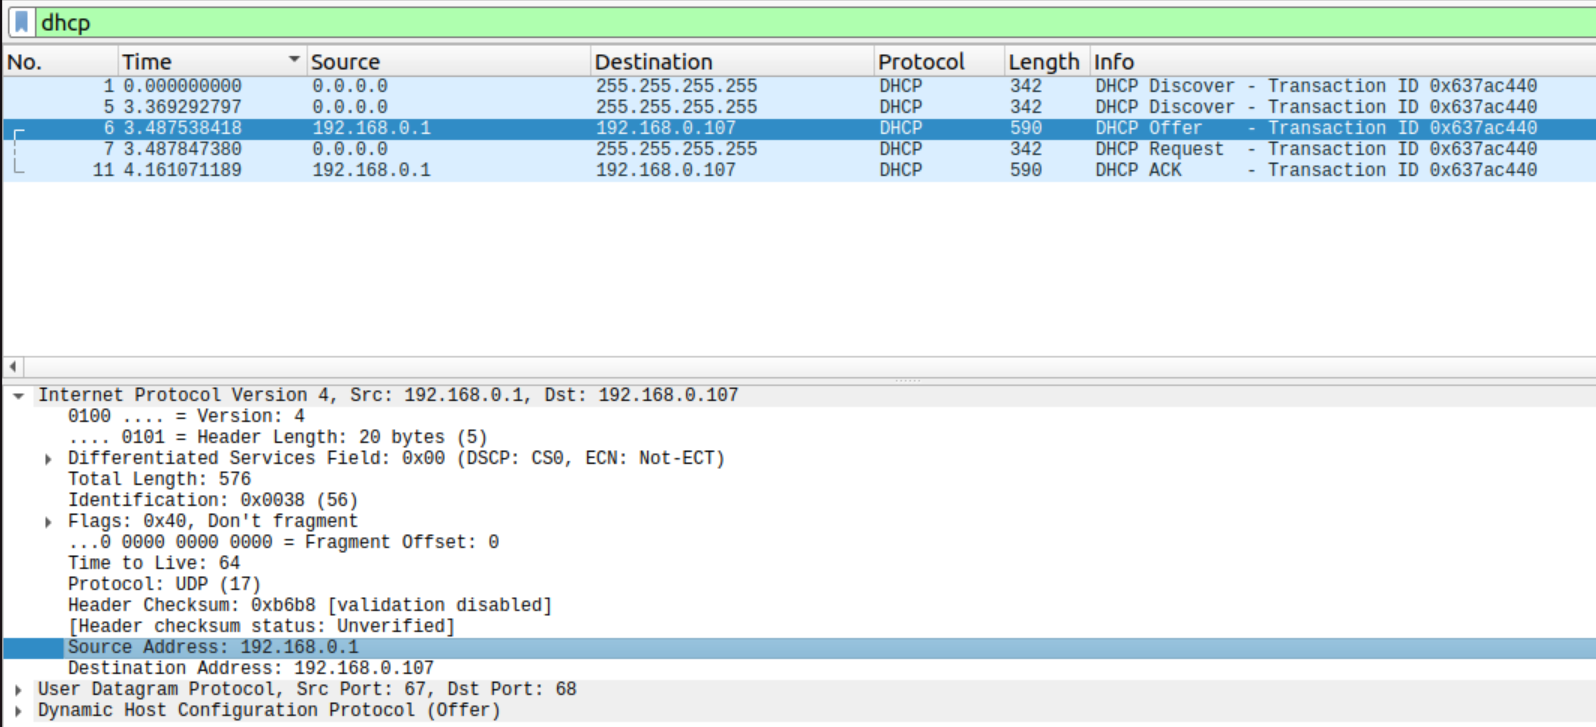 dhcp
No. Time Source Destination Protocol Length Info
1 0.000000000 0.0.0.0 255.255.255.255 DHCP 342 DHCP Discover - Transaction ID 0x637ac440
5 3.369292797 0.0.0.0 255.255.255.255 DHCP 342 DHCP Discover - Transaction ID 0x637ac440
6 3.487538418 192.168.0.1 192.168.0.107 DHCP 590 DHCP Offer - Transaction ID 0x637ac440
7 3.487847380 0.0.0.0 255.255.255.255 DHCP 342 DHCP Request - Transaction ID 0x637ac440
11 4.161071189 192.168.0.1 192.168.0.107 DHCP 590 DHCP ACK - Transaction ID 0x637ac440
Internet Protocol Version 4, Src: 192.168.0.1, Dst: 192.168.0.107
0100 .... = Version: 4
.... 0101 = Header Length: 20 bytes (5)
Differentiated Services Field: 0x00 (DSCP: CS0, ECN: Not-ECT)
Total Length: 576
Identification: 0x0038 (56)
Flags: 0x40, Don't fragment
...0 0000 0000 0000 = Fragment Offset: 0
Time to Live: 64
Protocol: UDP (17)
Header Checksum: 0xb6b8 [validation disabled]
[Header checksum status: Unverified]
Source Address: 192.168.0.1
Destination Address: 192.168.0.107
User Datagram Protocol, Src Port: 67, Dst Port: 68
Dynamic Host Configuration Protocol (Offer)